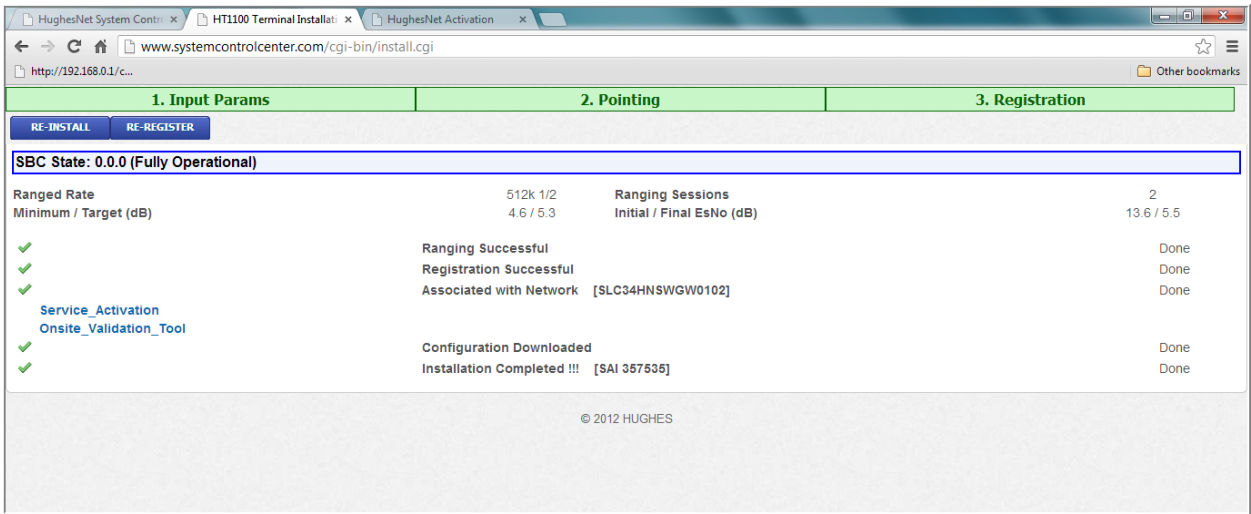 HughesNet System Contr
HT1100 Terminal Installati
HughesNet Activation
www.systemcontrolcenter.com/cgi-bin/install.cgi
http://192.168.0.1/c...
Other bookmarks
1. Input Params 2. Pointing 3. Registration
RE-INSTALL RE-REGISTER
SBC State: 0.0.0 (Fully Operational)
Ranged Rate 512k 1/2 Ranging Sessions 2
Minimum / Target (dB) 4.6 / 5.3 Initial / Final EsNo (dB) 13.6 / 5.5
Ranging Successful Done
Registration Successful Done
Associated with Network [SLC34HNSWGW0102] Done
Service_Activation
Onsite_Validation_Tool
Configuration Downloaded Done
Installation Completed !!! [SAI 357535] Done
© 2012 HUGHES